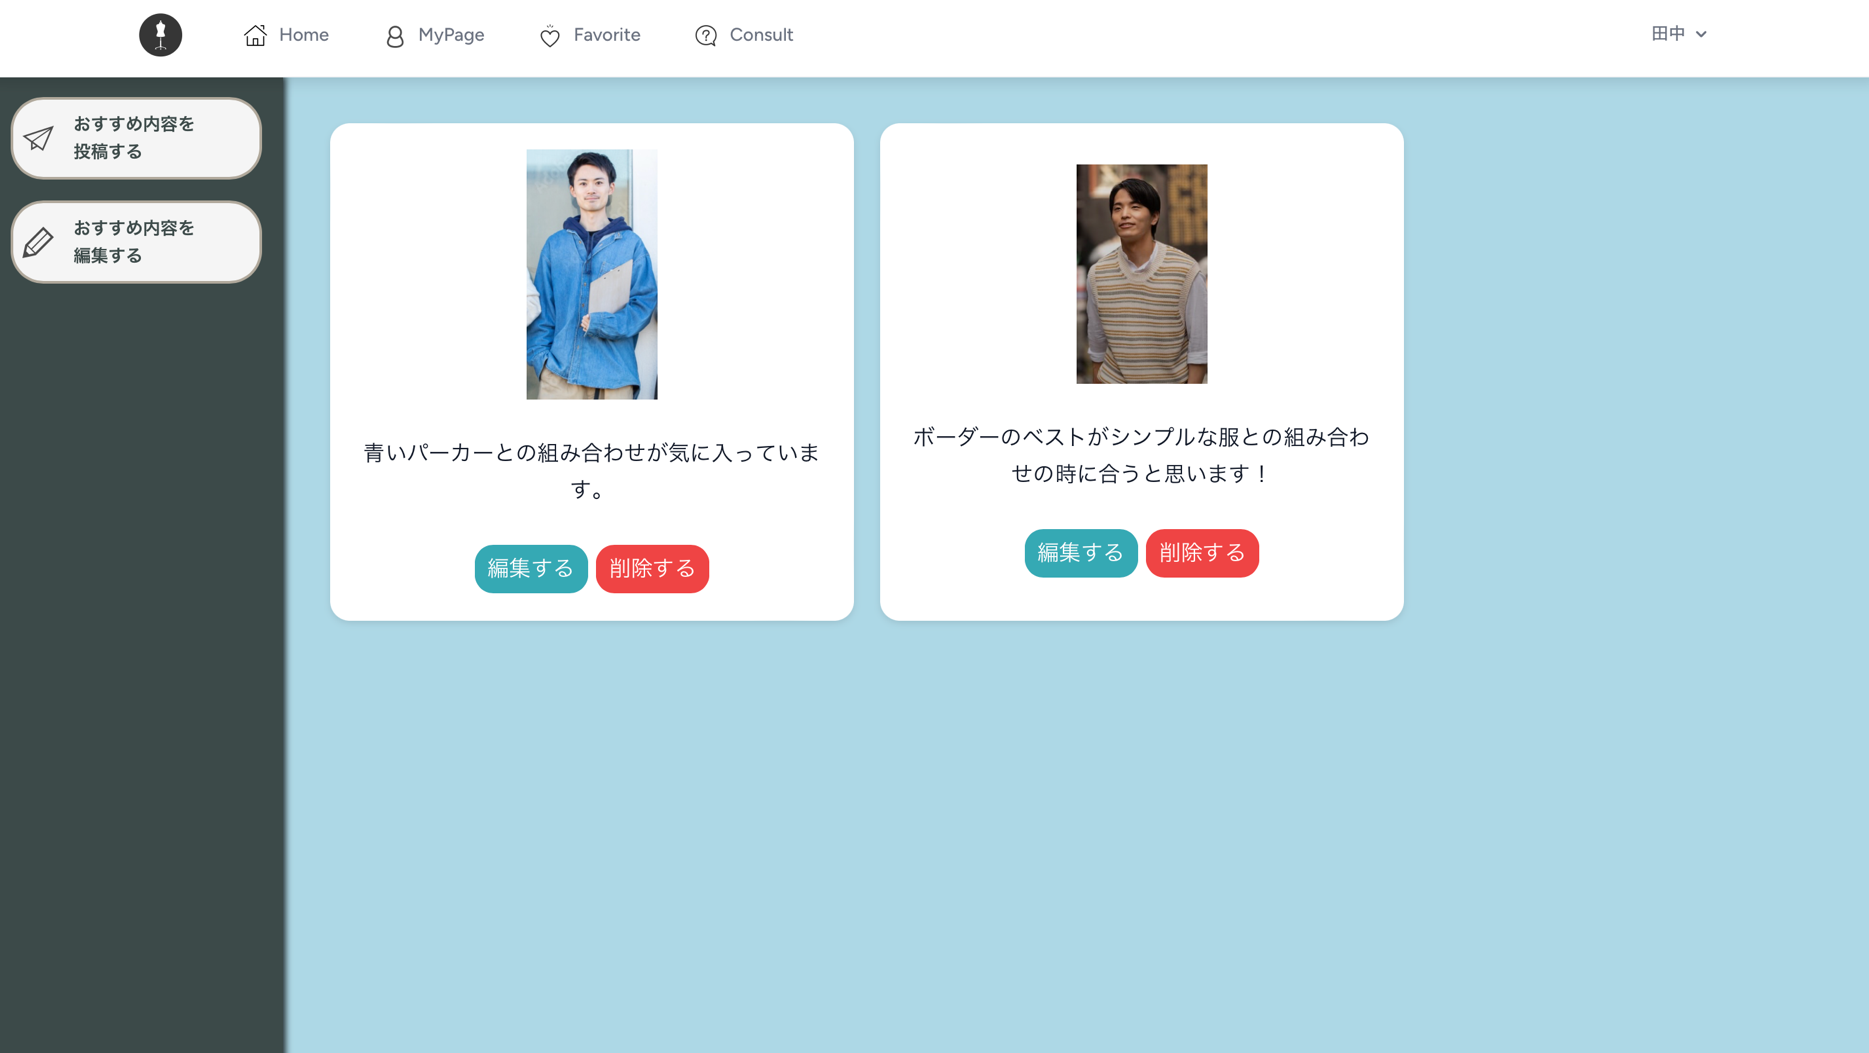 Home
MyPage
Favorite
Consult
田中
おすすめ内容を
投稿する
おすすめ内容を
編集する
青いパーカーとの組み合わせが気に入っていま
す。
編集する
削除する
ボーダーのベストがシンプルな服との組み合わ
せの時に合うと思います！
編集する
削除する